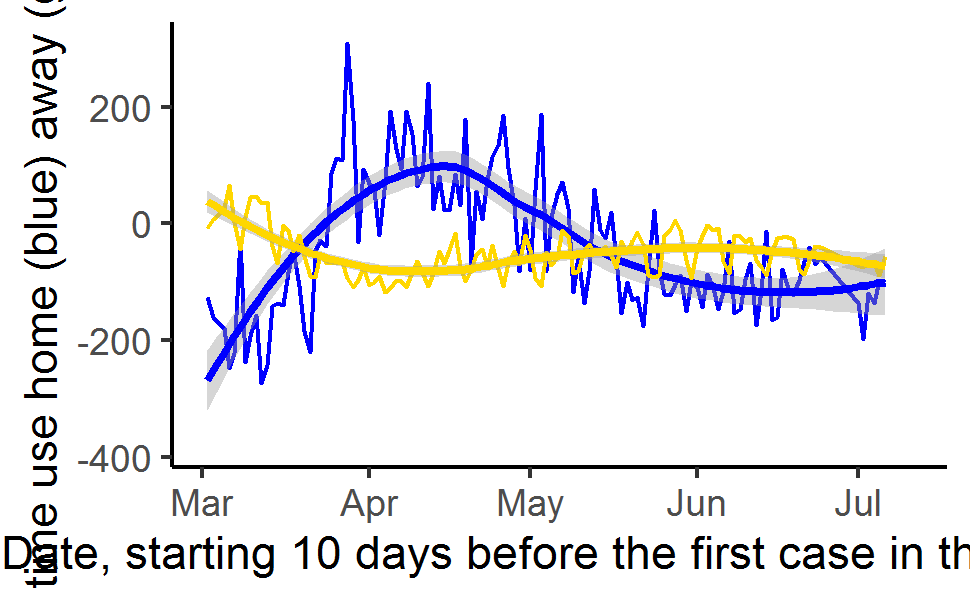 time use home (blue) away (
200
0
-200
-400
Mar Apr May Jun Jul
Date, starting 10 days before the first case in th